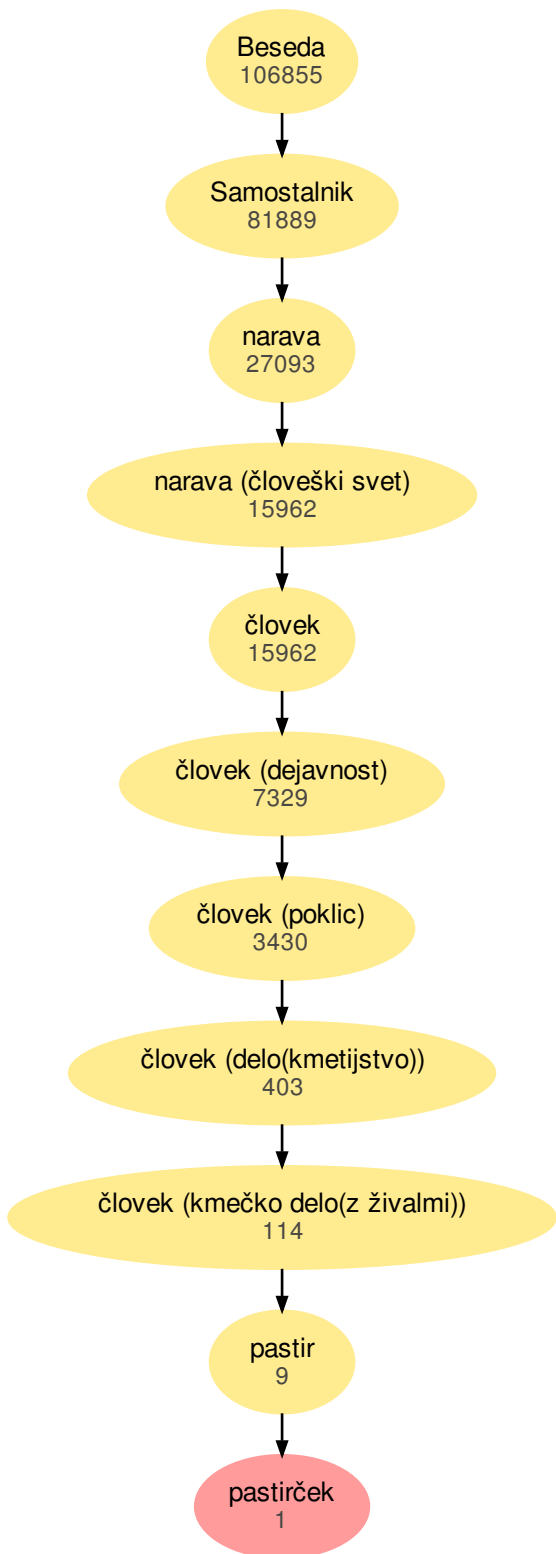 Beseda
106855
Samostalnik
81889
narava
27093
narava (človeški svet)
15962
človek
15962
človek (dejavnost)
7329
človek (poklic)
3430
človek (delo(kmetijstvo))
403
človek (kmečko delo(z živalmi))
114
pastir
9
pastirček
1